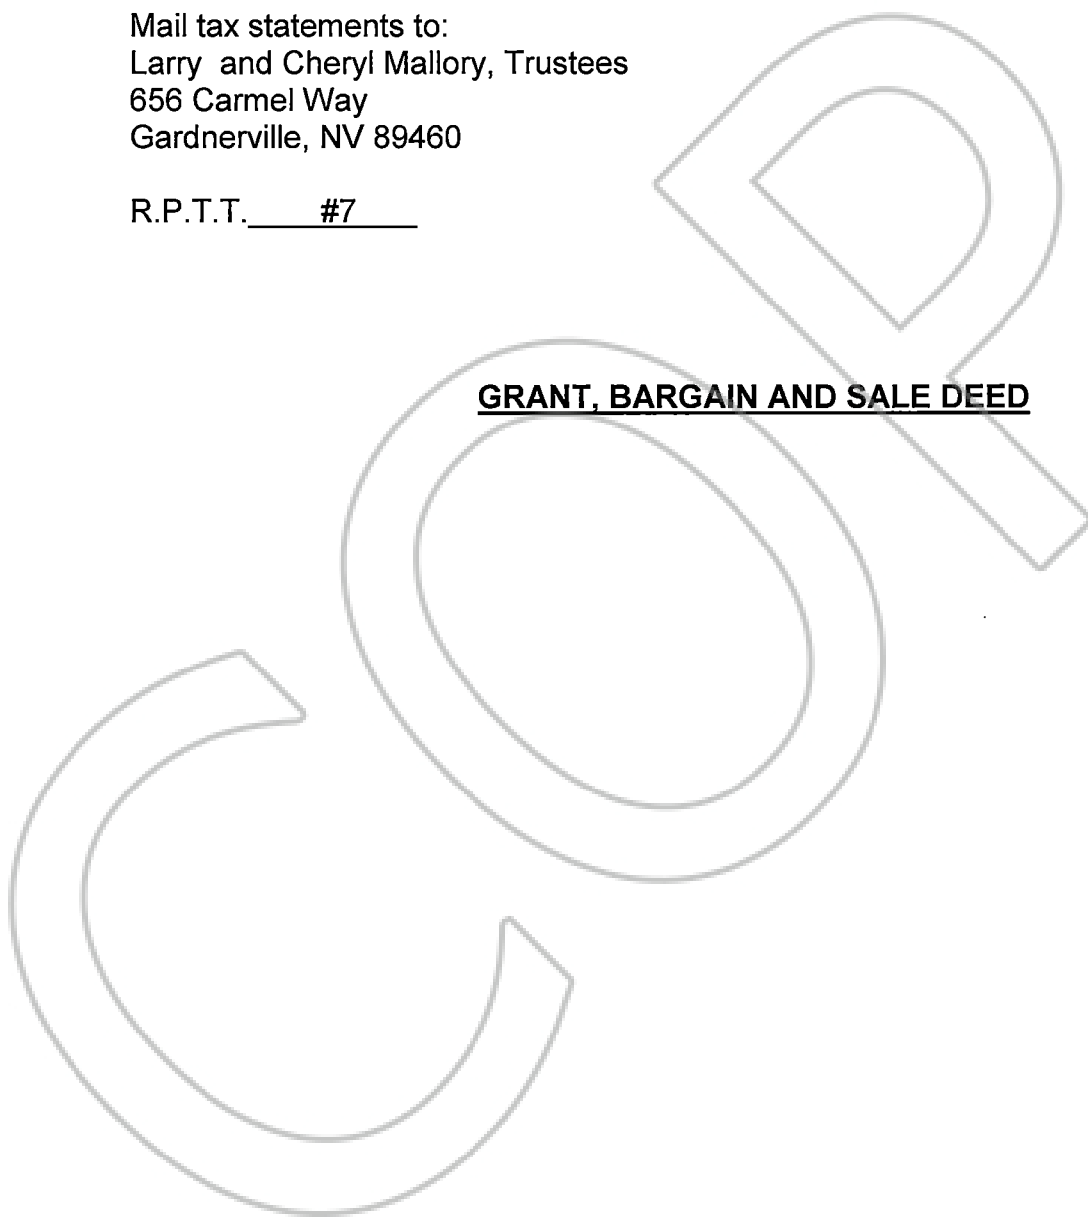 Mail tax statements to:
Larry and Cheryl Mallory, Trustees
656 Carmel Way
Gardnerville, NV 89460
R.P.T.T. #7
GRANT, BARGAIN AND SALE DEED
COP